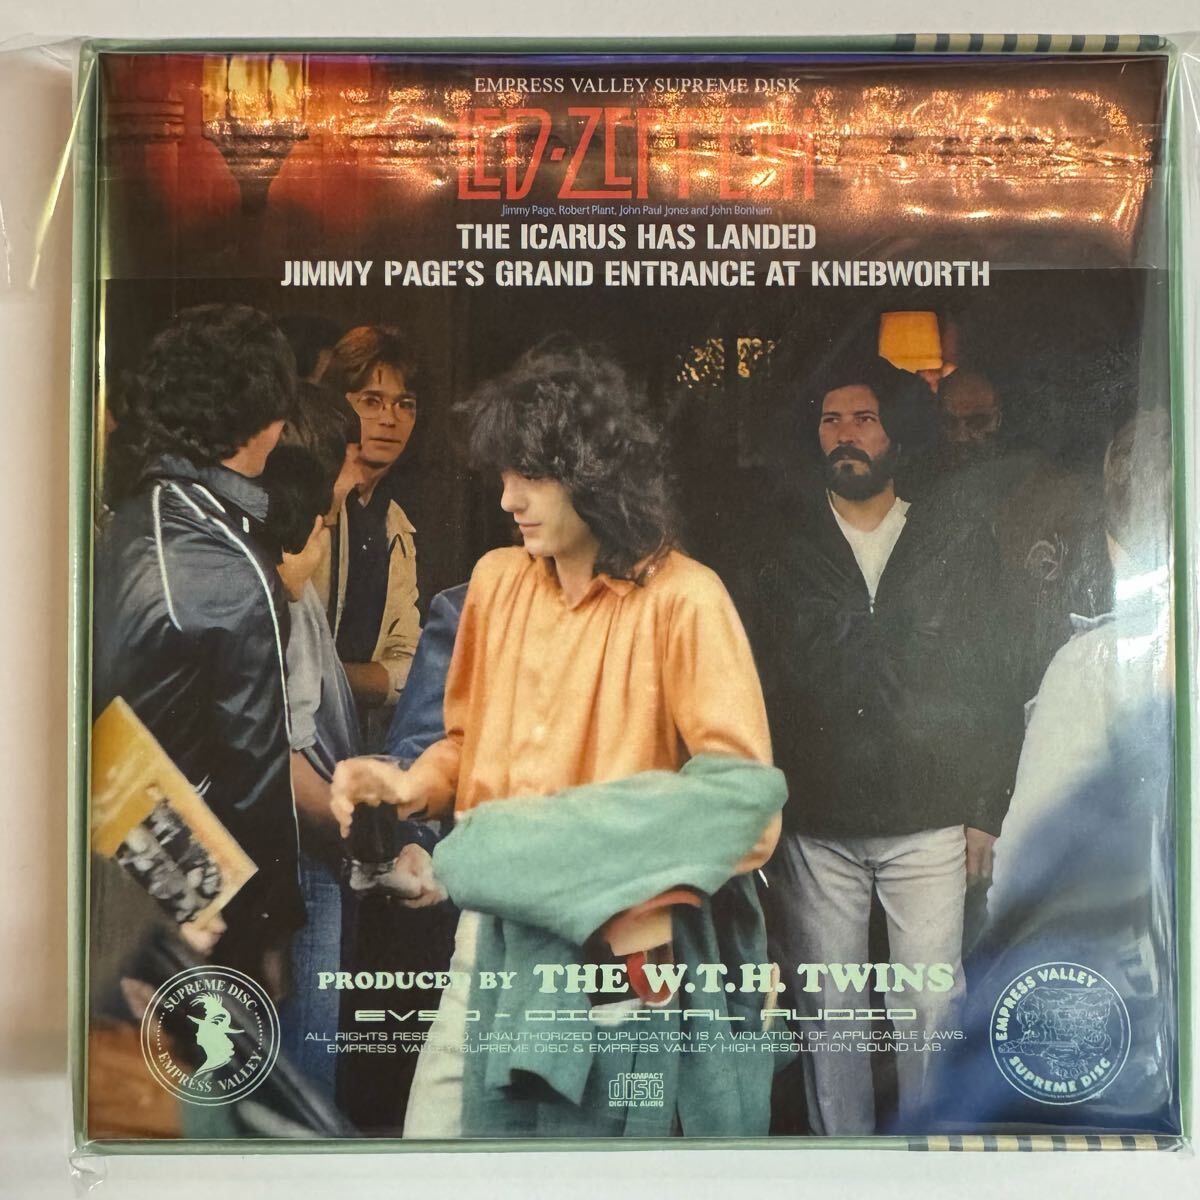 EMPRESS VALLEY SUPREME DISK
LED-ZEPPELIN
Jimmy Page, Robert Plant, John Paul Jones and John Bonham
THE ICARUS HAS LANDED
JIMMY PAGE'S GRAND ENTRANCE AT KNEBWORTH
PRODUCED BY THE W.T.H. TWINS
EVSD - DIGITAL AUDIO
ALL RIGHTS RESERVED. UNAUTHORIZED DUPLICATION IS A VIOLATION OF APPLICABLE LAWS.
EMPRESS VALLEY SUPREME DISC & EMPRESS VALLEY HIGH RESOLUTION SOUND LAB.
SUPREME DISC
EMPRESS VALLEY
COMPACT
disc
DIGITAL AUDIO
EMPRESS VALLEY
SUPREME DISC